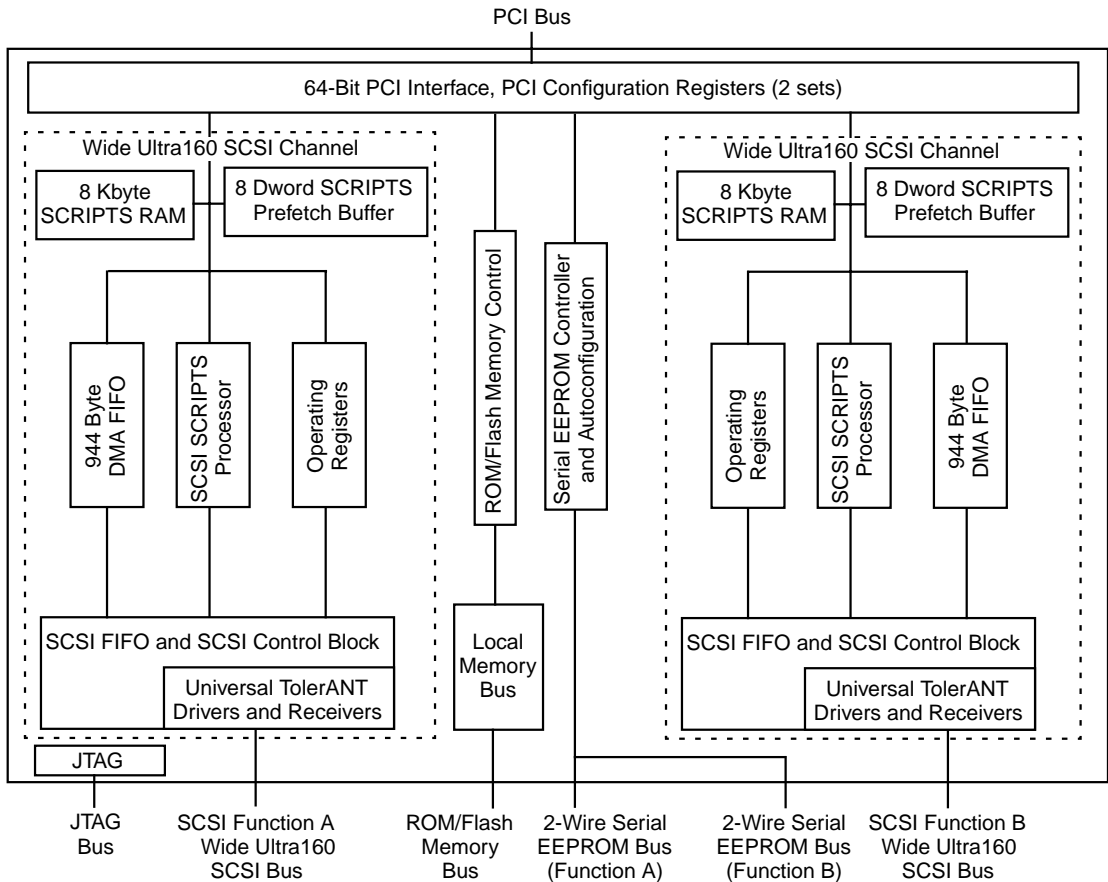 PCI Bus
64-Bit PCI Interface, PCI Configuration Registers (2 sets)
Wide Ultra160 SCSI Channel
8 Kbyte
SCRIPTS RAM
8 Dword SCRIPTS
Prefetch Buffer
944 Byte
DMA FIFO
SCSI SCRIPTS
Processor
Operating
Registers
SCSI FIFO and SCSI Control Block
Universal TolerANT
Drivers and Receivers
ROM/Flash Memory Control
Local
Memory
Bus
Serial EEPROM Controller
and Autoconfiguration
Wide Ultra160 SCSI Channel
8 Kbyte
SCRIPTS RAM
8 Dword SCRIPTS
Prefetch Buffer
Operating
Registers
SCSI SCRIPTS
Processor
944 Byte
DMA FIFO
SCSI FIFO and SCSI Control Block
Universal TolerANT
Drivers and Receivers
JTAG
JTAG
Bus
SCSI Function A
Wide Ultra160
SCSI Bus
ROM/Flash
Memory
Bus
2-Wire Serial
EEPROM Bus
(Function A)
2-Wire Serial
EEPROM Bus
(Function B)
SCSI Function B
Wide Ultra160
SCSI Bus